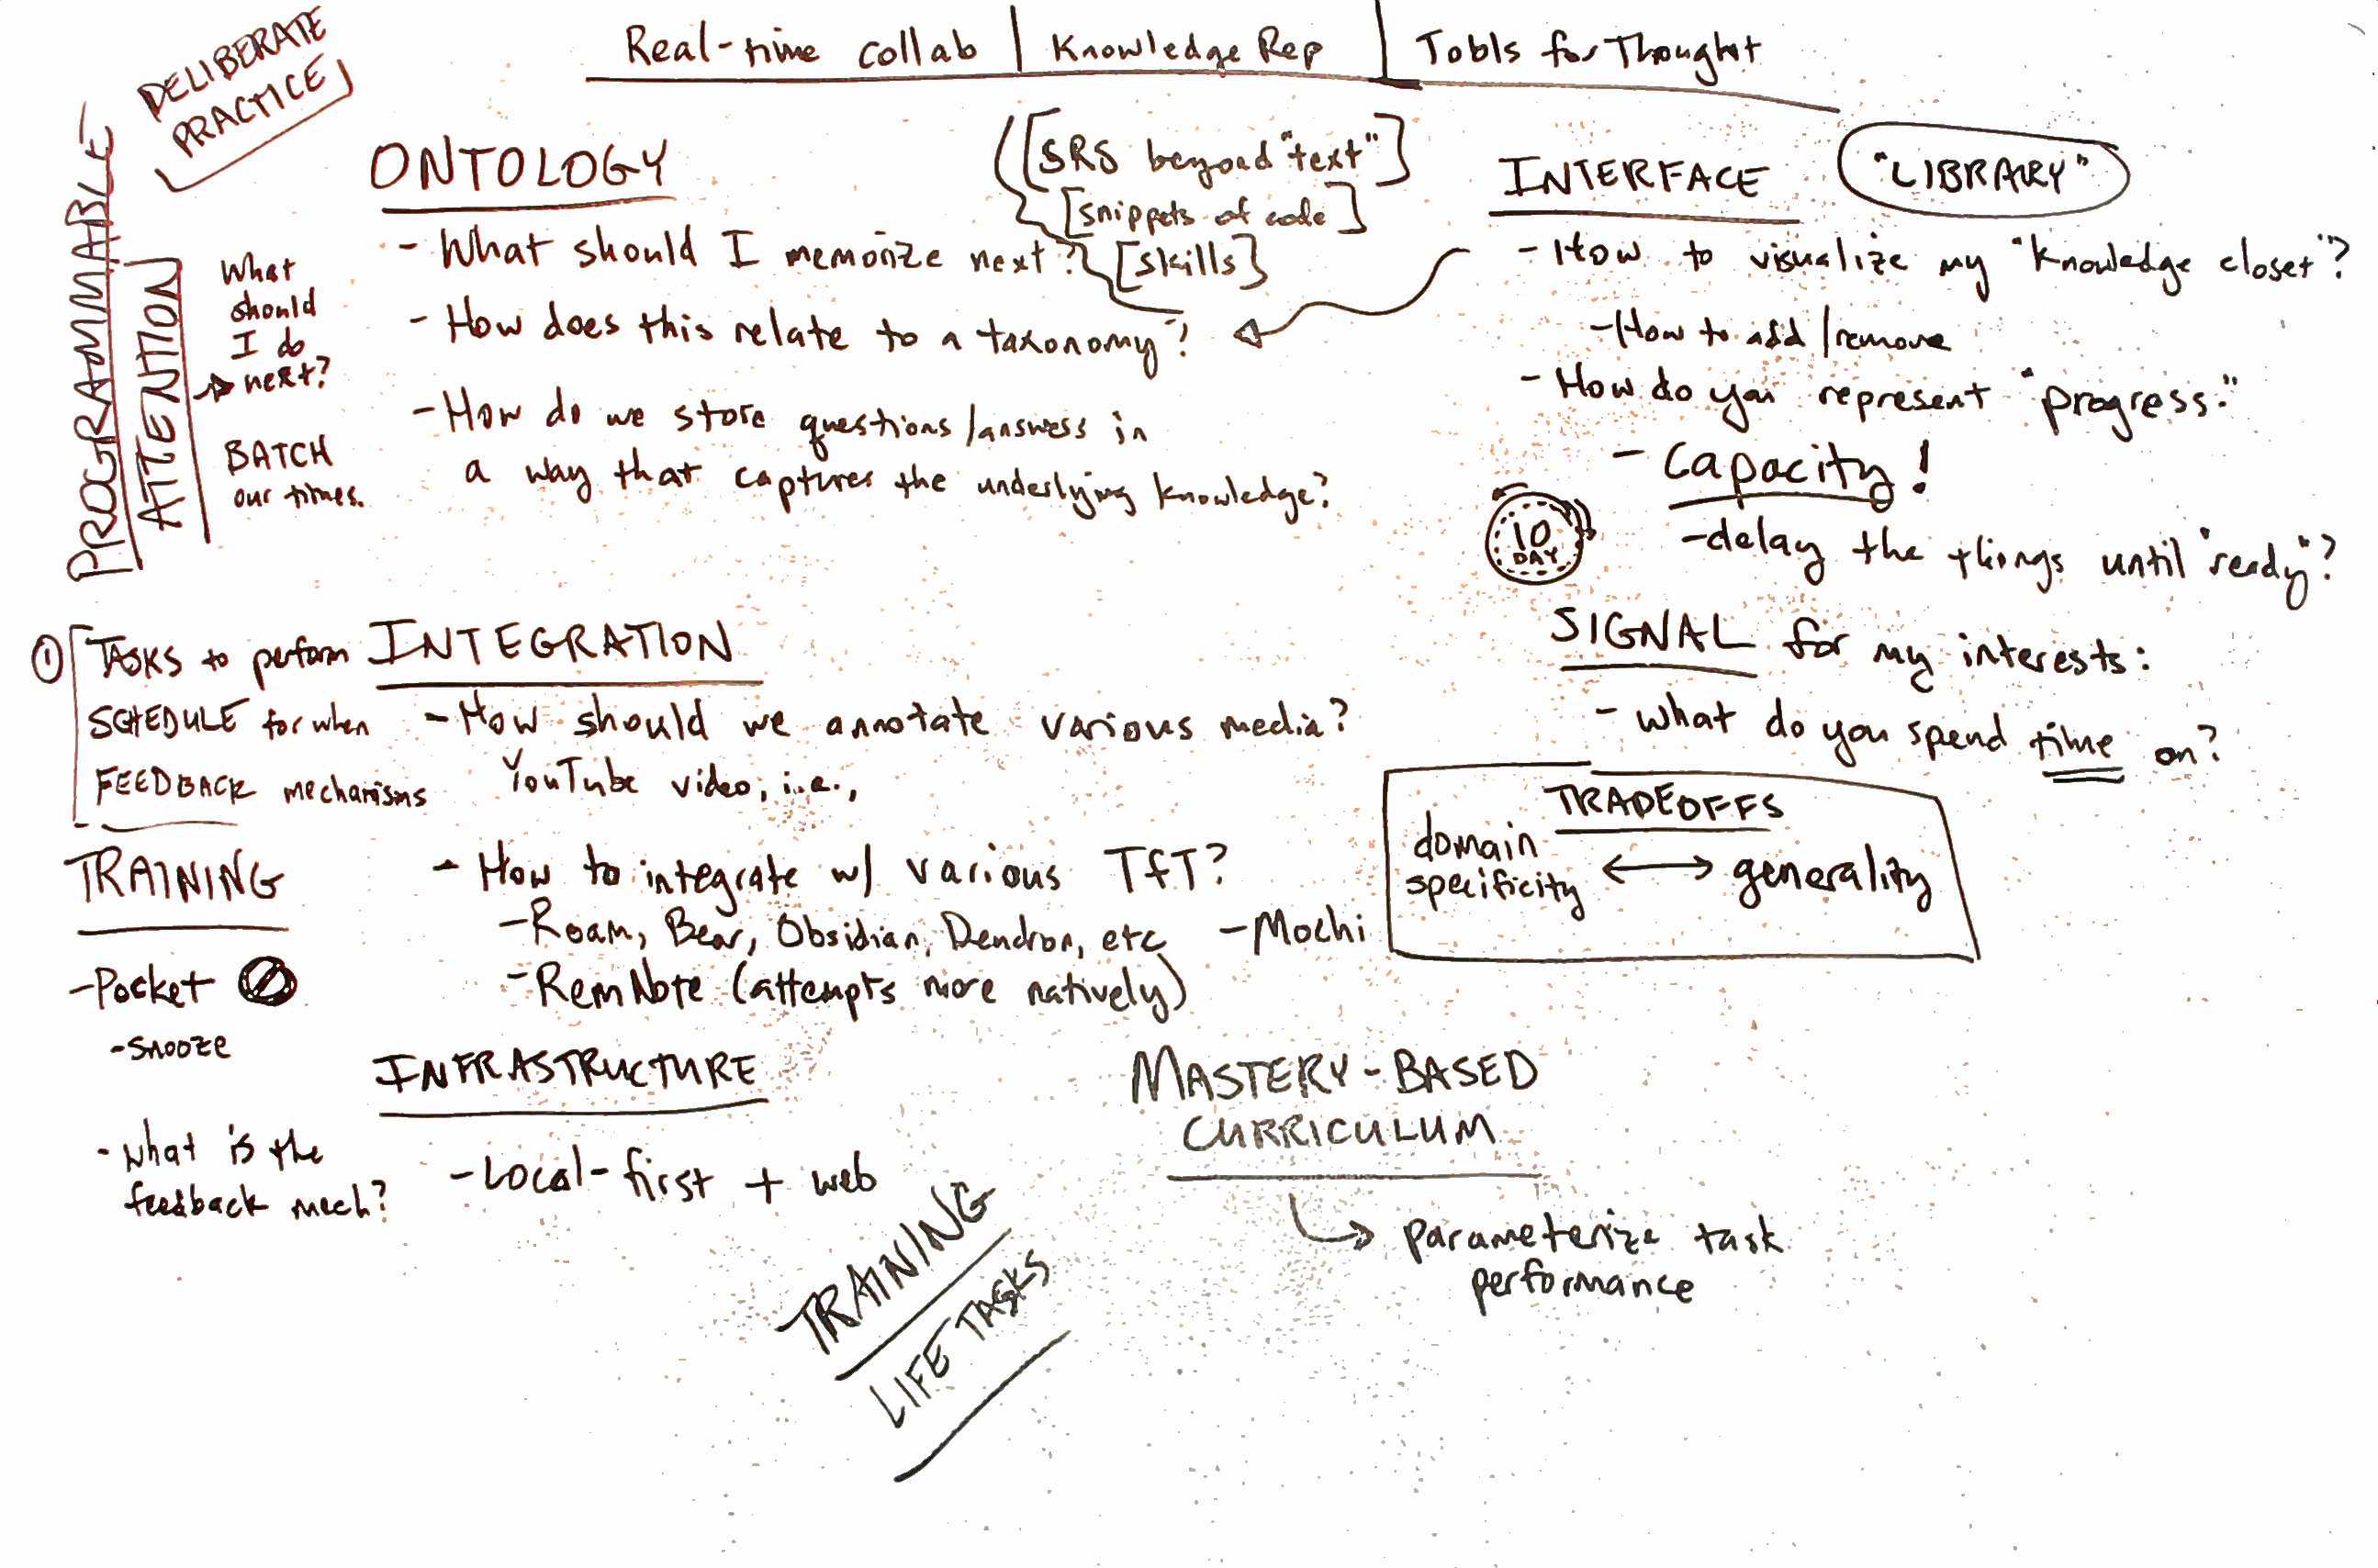 Real-time collab | Knowledge Rep | Tools for Thought
DELIBERATE
PRACTICE
PROGRAMMABLE
ATTENTION
What
should
I do
next?
BATCH
our times.
ONTOLOGY
- What should I memorize next?
- How does this relate to a taxonomy?
- How do we store questions/answers in
a way that captures the underlying knowledge?
[SRS beyond "text"]
[snippets of code]
[skills]
INTERFACE
"LIBRARY"
- How to visualize my "knowledge closet"?
- How to add/remove
- How do you represent "progress."
- Capacity!
10
DAY
- delay the things until "ready"?
SIGNAL for my interests:
- what do you spend time on?
TRADEOFFS
domain
specificity
generality
1
TASKS to perform
SCHEDULE for when
FEEDBACK mechanisms
INTEGRATION
- How should we annotate various media?
YouTube video, i.e.,
- How to integrate w/ various TfT?
- Roam, Bear, Obsidian, Dendron, etc
- Mochi
- RemNote (attempts more natively)
TRAINING
- Pocket
- snooze
- what is the
feedback mech?
INFRASTRUCTURE
- Local-first + web
TRAINING
LIFE TASKS
MASTERY-BASED
CURRICULUM
parameterize task
performance